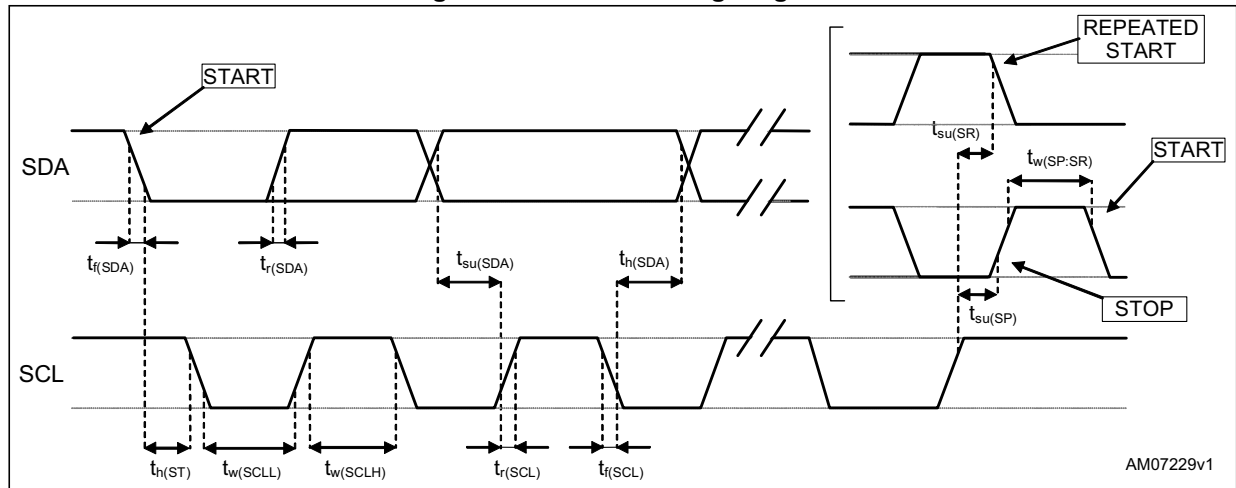 REPEATED
START
START
SDA
tsu(SR)
tw(SP:SR)
START
tf(SDA)
tr(SDA)
tsu(SDA)
th(SDA)
tsu(SP)
STOP
SCL
th(ST)
tw(SCLL)
tw(SCLH)
tr(SCL)
tf(SCL)
AM07229v1